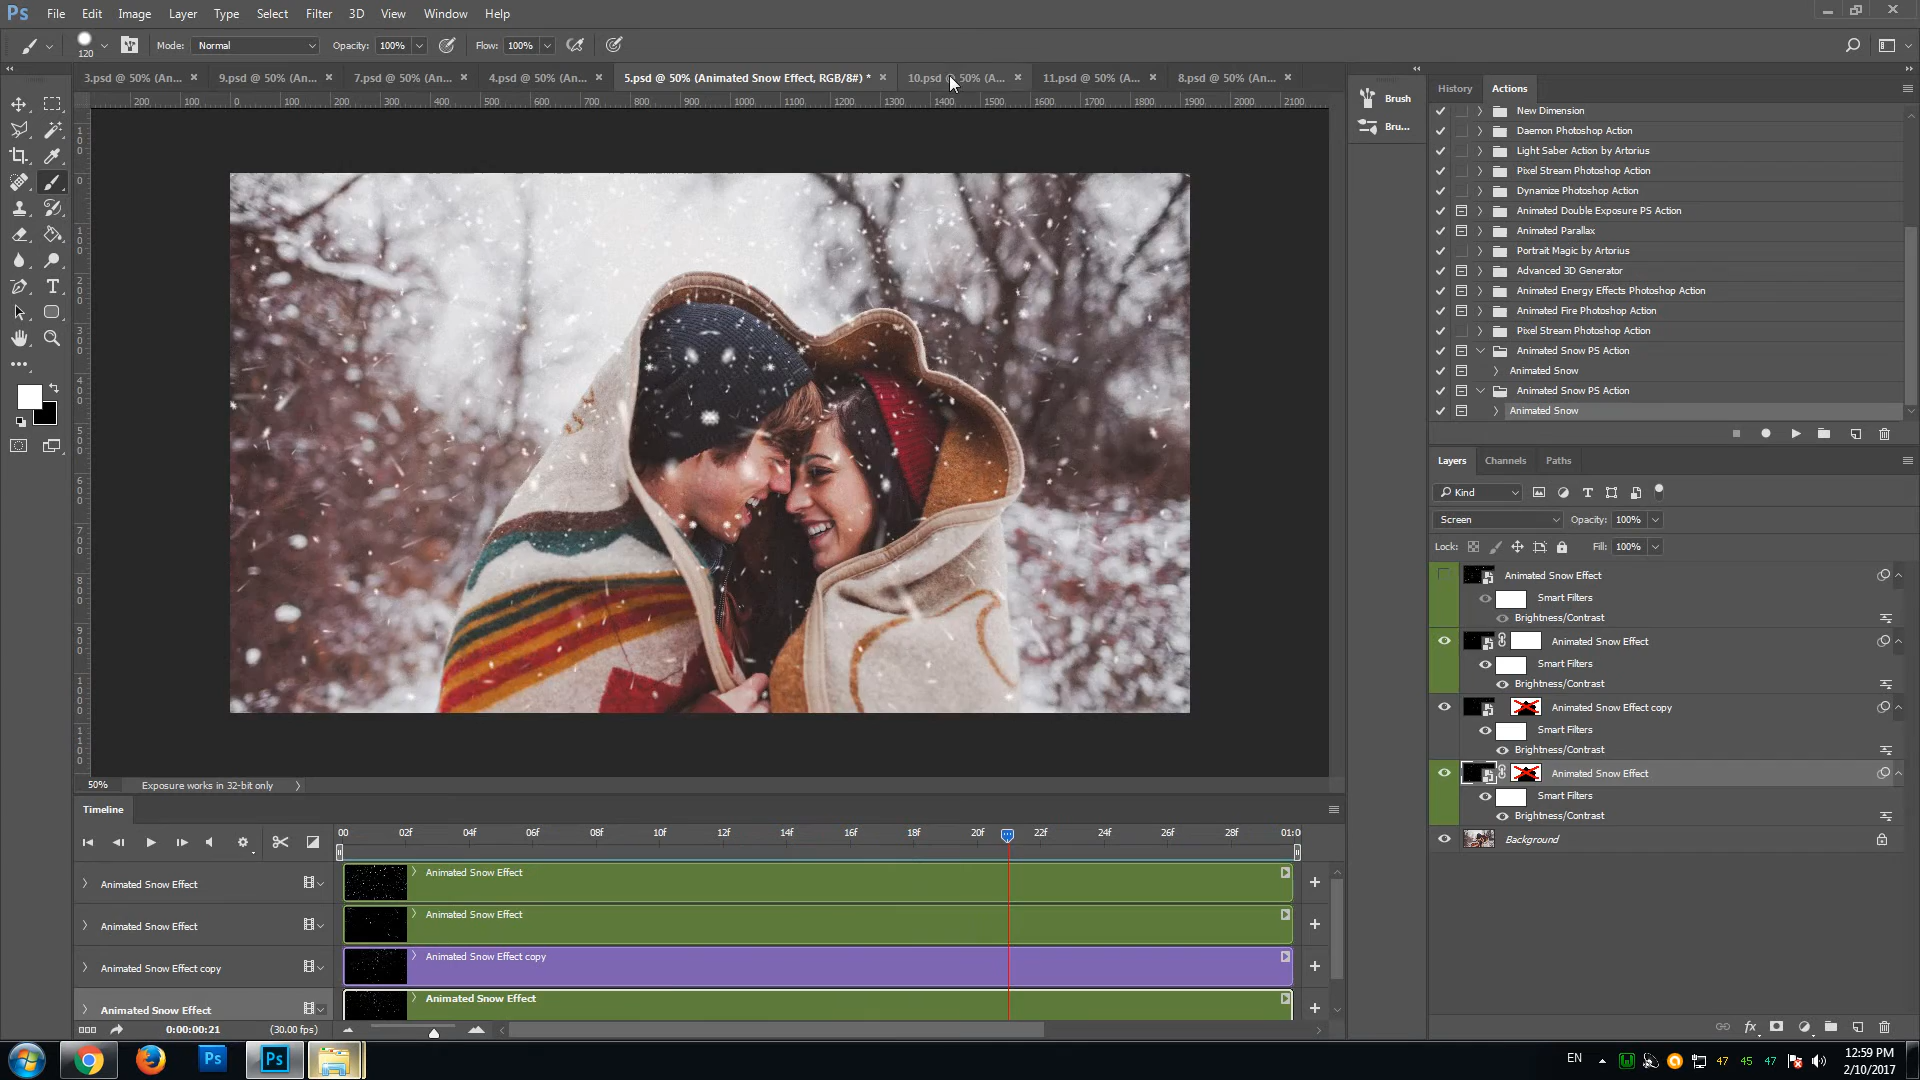 Ps File Edit Image Layer Type Select Filter 3D View Window Help
120 Mode: Normal Opacity: 100% Flow: 100%
3.psd @ 50% (An... × 9.psd @ 50% (An... × 7.psd @ 50% (An... × 4.psd @ 50% (An... × 5.psd @ 50% (Animated Snow Effect, RGB/8#) * × 10.psd @ 50% (A... × 11.psd @ 50% (A... × 8.psd @ 50% (An... ×
200 100 0 100 200 300 400 500 600 700 800 900 1000 1100 1200 1300 1400 1500 1600 1700 1800 1900 2000 2100
Brush
Bru...
History Actions
New Dimension
Daemon Photoshop Action
Light Saber Action by Artorius
Pixel Stream Photoshop Action
Dynamize Photoshop Action
Animated Double Exposure PS Action
Animated Parallax
Portrait Magic by Artorius
Advanced 3D Generator
Animated Energy Effects Photoshop Action
Animated Fire Photoshop Action
Pixel Stream Photoshop Action
Animated Snow PS Action
Animated Snow
Animated Snow PS Action
Animated Snow
Layers Channels Paths
Kind
Screen Opacity: 100%
Lock: Fill: 100%
Animated Snow Effect
Smart Filters
Brightness/Contrast
Animated Snow Effect
Smart Filters
Brightness/Contrast
Animated Snow Effect copy
Smart Filters
Brightness/Contrast
Animated Snow Effect
Smart Filters
Brightness/Contrast
Background
50% Exposure works in 32-bit only
Timeline
00 02f 04f 06f 08f 10f 12f 14f 16f 18f 20f 22f 24f 26f 28f 01:0
Animated Snow Effect Animated Snow Effect
Animated Snow Effect Animated Snow Effect
Animated Snow Effect copy Animated Snow Effect copy
Animated Snow Effect Animated Snow Effect
0:00:00:21 (30.00 fps)
Ps Ps EN 47 45 47 12:59 PM
2/10/2017